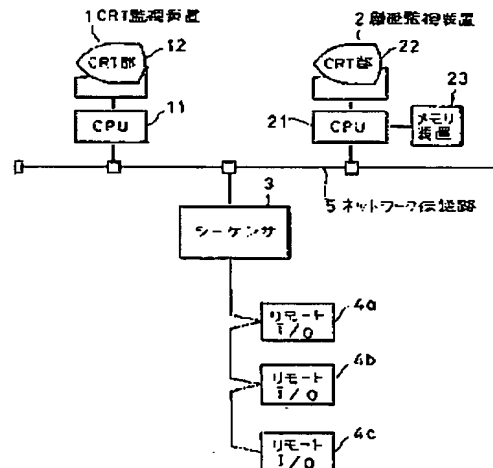 1 CRT監視装置
12
CRT部
11
CPU
2 履歴監視装置
22
CRT部
23
21
CPU
メモリ
装置
5 ネットワーク伝送路
3
シーケンサ
4a
リモート
I/O
4b
リモート
I/O
4c
リモート
I/O